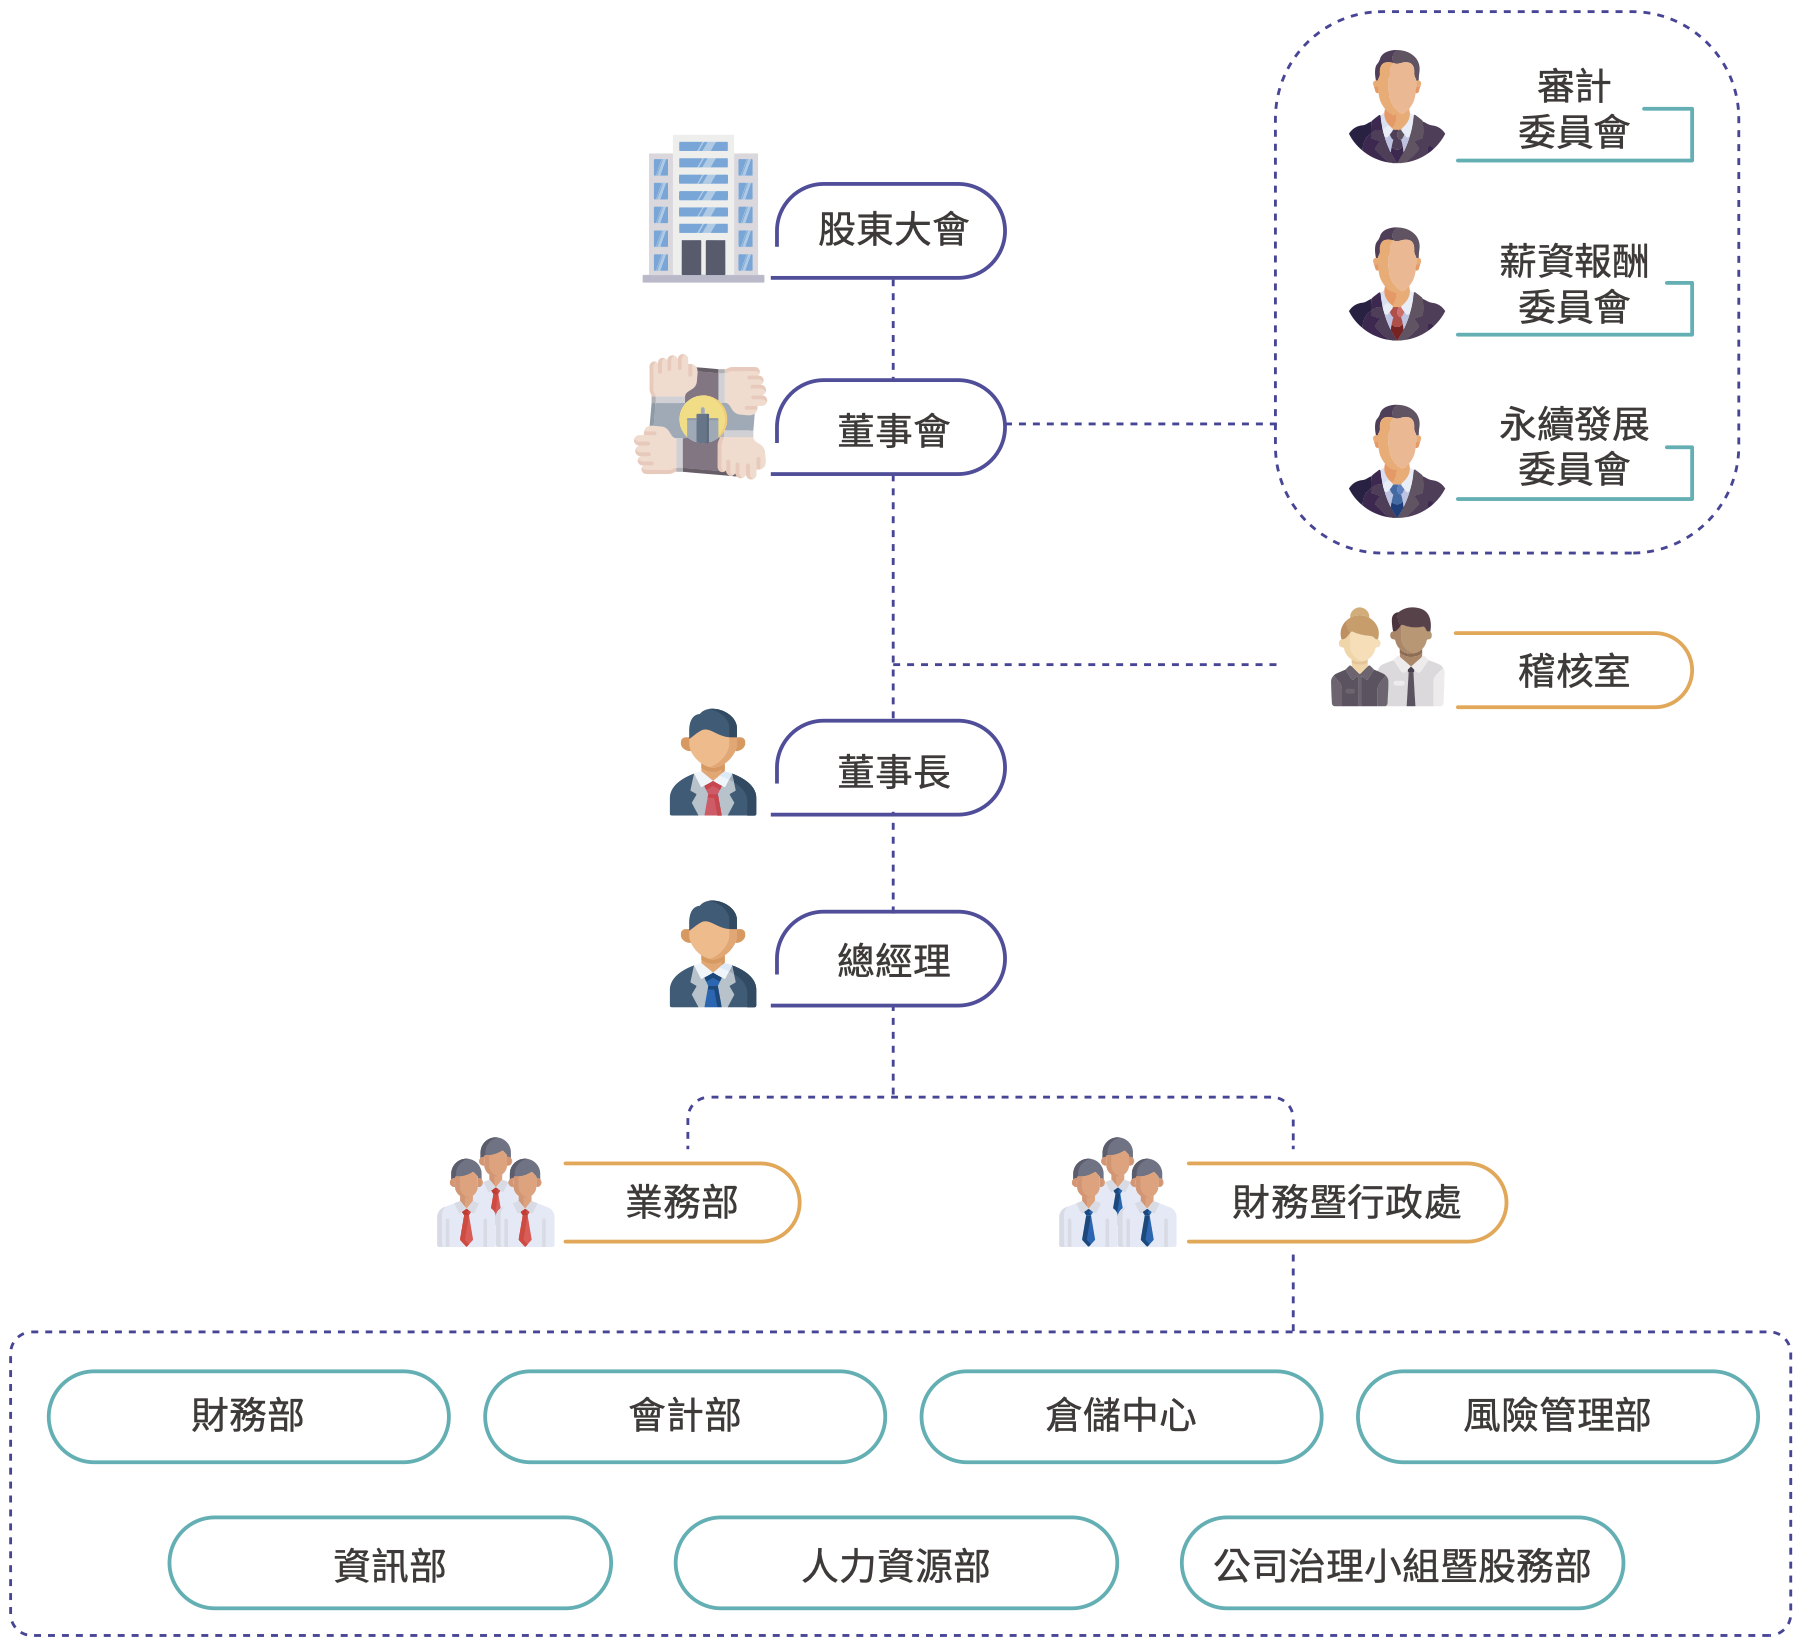 審計
委員會
股東大會
薪資報酬
委員會
董事會
永續發展
委員會
稽核室
董事長
總經理
業務部
財務暨行政處
財務部
會計部
倉儲中心
風險管理部
資訊部
人力資源部
公司治理小組暨股務部